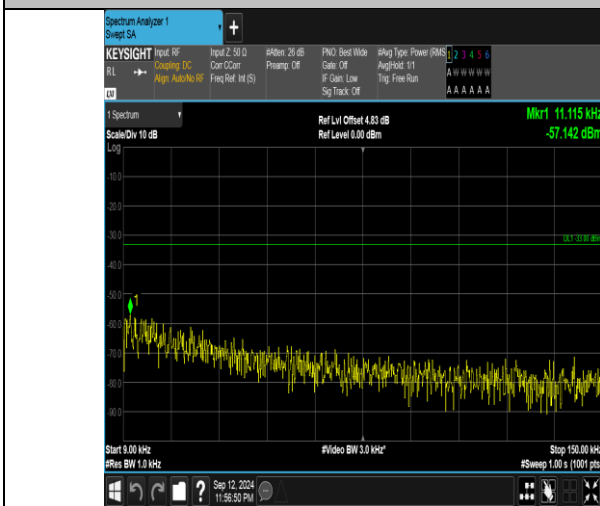 Spectrum Analyzer 1
Swept SA
+
KEYSIGHT Input: RF Input Z: 50 Ω #Atten: 26 dB PNO: Best Wide #Avg Type: Power (RMS 1 2 3 4 5 6
RL Coupling: DC Corr CCorr Preamp: Off Gate: Off Avg|Hold: 1/1 A W W W W W
Align: Auto/No RF Freq Ref: Int (S) IF Gain: Low Trig: Free Run
LXI Sig Track: Off A A A A A A
1 Spectrum Ref Lvl Offset 4.83 dB Mkr1 11.115 kHz
Scale/Div 10 dB Ref Level 0.00 dBm -57.142 dBm
Log
-10.0
-20.0
-30.0
DL1 -33.00 dBm
-40.0
-50.0
1
-60.0
-70.0
-80.0
-90.0
Start 9.00 kHz #Video BW 3.0 kHz* Stop 150.00 kHz
#Res BW 1.0 kHz #Sweep 1.00 s (1001 pts
? Sep 12, 2024
11:56:50 PM